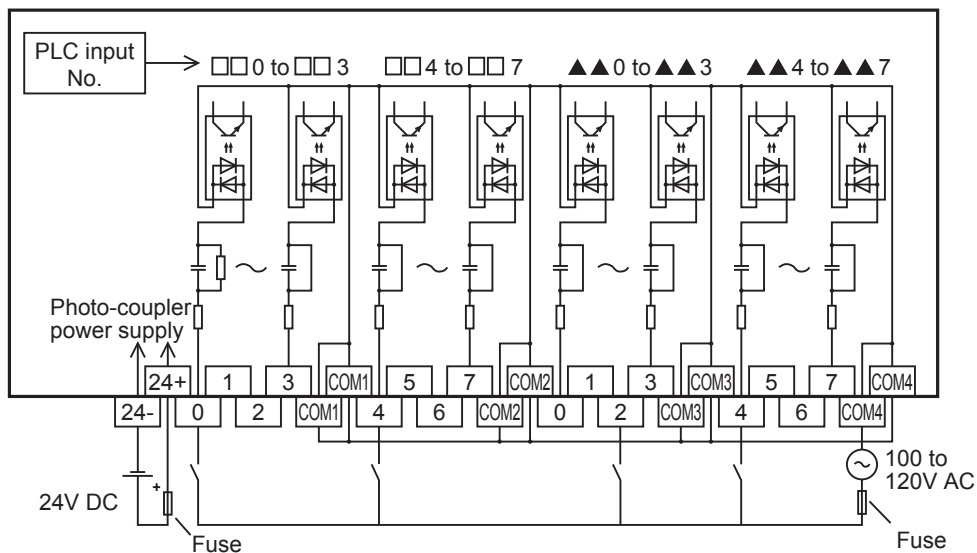 PLC input
No.
□□ 0 to □□ 3
□□ 4 to □□ 7
▲▲ 0 to ▲▲ 3
▲▲ 4 to ▲▲ 7
Photo-coupler
power supply
24+ 1 3 COM1 5 7 COM2 1 3 COM3 5 7 COM4
24- 0 2 COM1 4 6 COM2 0 2 COM3 4 6 COM4
24V DC
+
Fuse
100 to
120V AC
Fuse